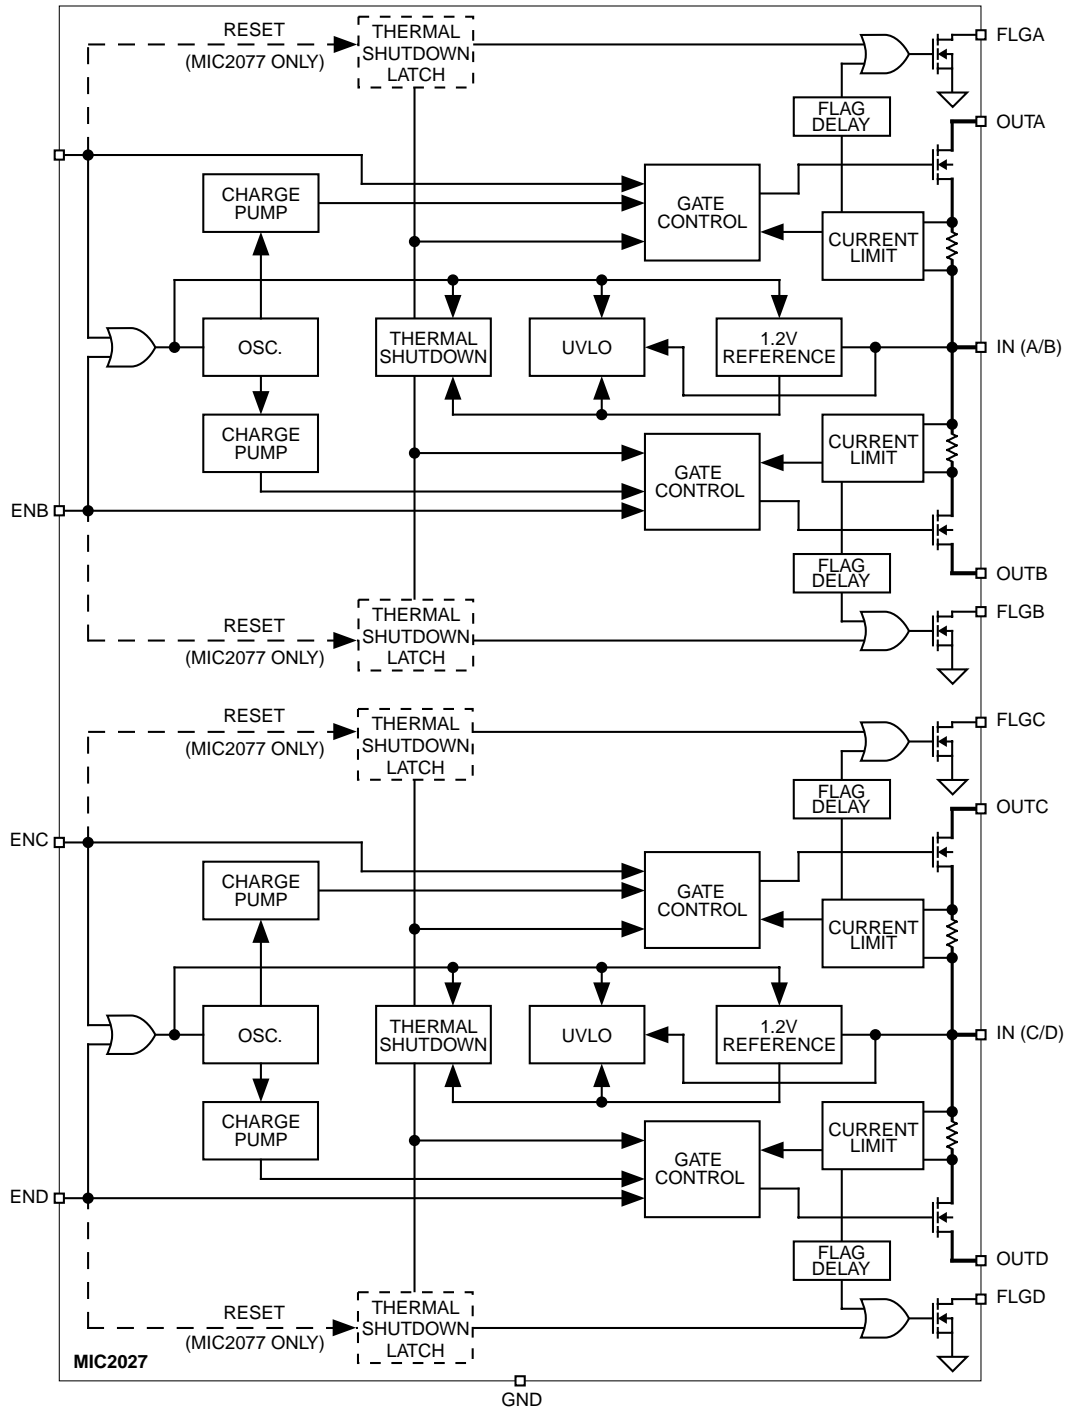 RESET
(MIC2077 ONLY)
THERMAL
SHUTDOWN
LATCH
FLGA
FLAG
DELAY
OUTA
CHARGE
PUMP
GATE
CONTROL
CURRENT
LIMIT
OSC.
THERMAL
SHUTDOWN
UVLO
1.2V
REFERENCE
IN (A/B)
CHARGE
PUMP
GATE
CONTROL
CURRENT
LIMIT
ENB
FLAG
DELAY
OUTB
RESET
(MIC2077 ONLY)
THERMAL
SHUTDOWN
LATCH
FLGB
RESET
(MIC2077 ONLY)
THERMAL
SHUTDOWN
LATCH
FLGC
FLAG
DELAY
OUTC
ENC
CHARGE
PUMP
GATE
CONTROL
CURRENT
LIMIT
OSC.
THERMAL
SHUTDOWN
UVLO
1.2V
REFERENCE
IN (C/D)
CHARGE
PUMP
GATE
CONTROL
CURRENT
LIMIT
END
FLAG
DELAY
OUTD
RESET
(MIC2077 ONLY)
THERMAL
SHUTDOWN
LATCH
FLGD
MIC2027
GND